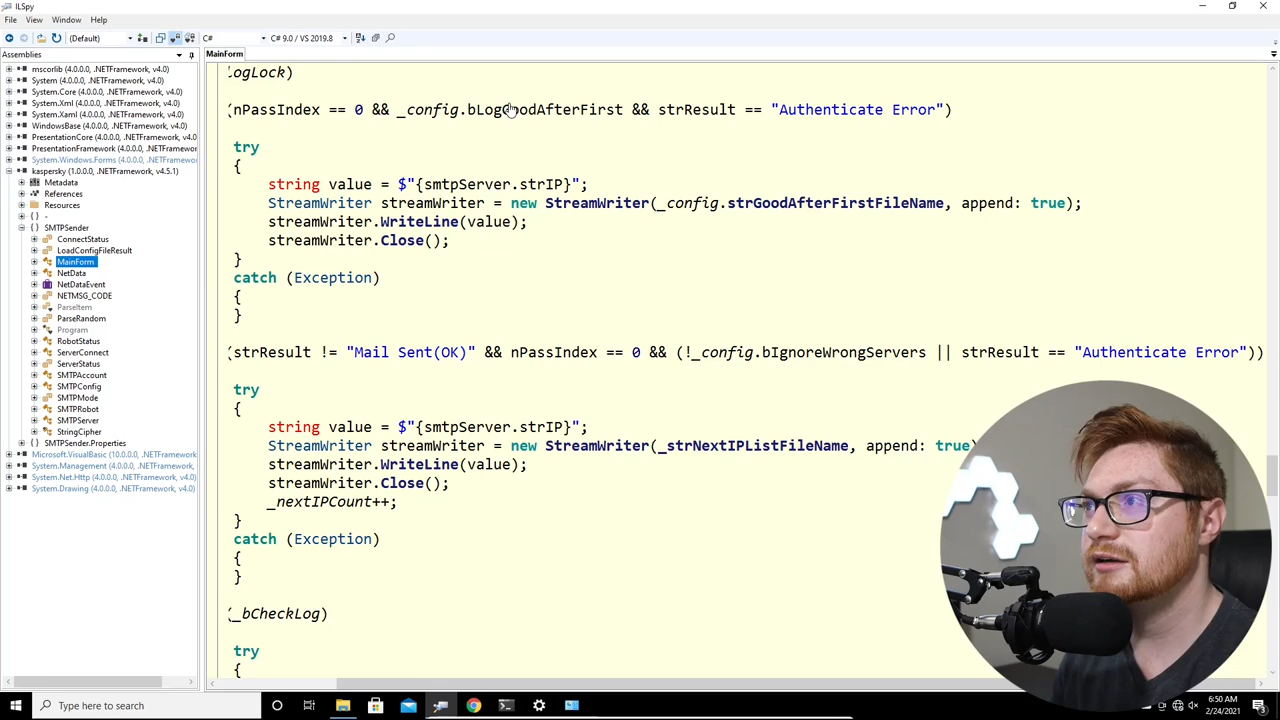 ILSpy
File View Window Help
(Default) C# C# 9.0 / VS 2019.8
Assemblies
MainForm
mscorlib (4.0.0.0, .NETFramework, v4.0)
System (4.0.0.0, .NETFramework, v4.0)
System.Core (4.0.0.0, .NETFramework, v4.0)
System.Xml (4.0.0.0, .NETFramework, v4.0)
System.Xaml (4.0.0.0, .NETFramework, v4.0)
WindowsBase (4.0.0.0, .NETFramework, v4.0)
PresentationCore (4.0.0.0, .NETFramework,
PresentationFramework (4.0.0.0, .NETFramew
System.Windows.Forms (4.0.0.0, .NETFramewo
kaspersky (1.0.0.0, .NETFramework, v4.5.1)
Metadata
References
Resources
-
SMTPSender
ConnectStatus
LoadConfigFileResult
MainForm
NetData
NetDataEvent
NETMSG_CODE
ParseItem
ParseRandom
Program
RobotStatus
ServerConnect
ServerStatus
SMTPAccount
SMTPConfig
SMTPMode
SMTPRobot
SMTPServer
StringCipher
SMTPSender.Properties
Microsoft.VisualBasic (10.0.0.0, .NETFramework
System.Management (4.0.0.0, .NETFramework,
System.Net.Http (4.0.0.0, .NETFramework, v4.0)
System.Drawing (4.0.0.0, .NETFramework, v4.0)
logLock)
(nPassIndex == 0 && _config.bLogGoodAfterFirst && strResult == "Authenticate Error")
try
{
string value = $"{smtpServer.strIP}";
StreamWriter streamWriter = new StreamWriter(_config.strGoodAfterFirstFileName, append: true);
streamWriter.WriteLine(value);
streamWriter.Close();
}
catch (Exception)
{
}
(strResult != "Mail Sent(OK)" && nPassIndex == 0 && (!_config.bIgnoreWrongServers || strResult == "Authenticate Error"))
try
{
string value = $"{smtpServer.strIP}";
StreamWriter streamWriter = new StreamWriter(_strNextIPListFileName, append: true)
streamWriter.WriteLine(value);
streamWriter.Close();
_nextIPCount++;
}
catch (Exception)
{
}
(_bCheckLog)
try
{
Type here to search
6:50 AM
2/24/2021